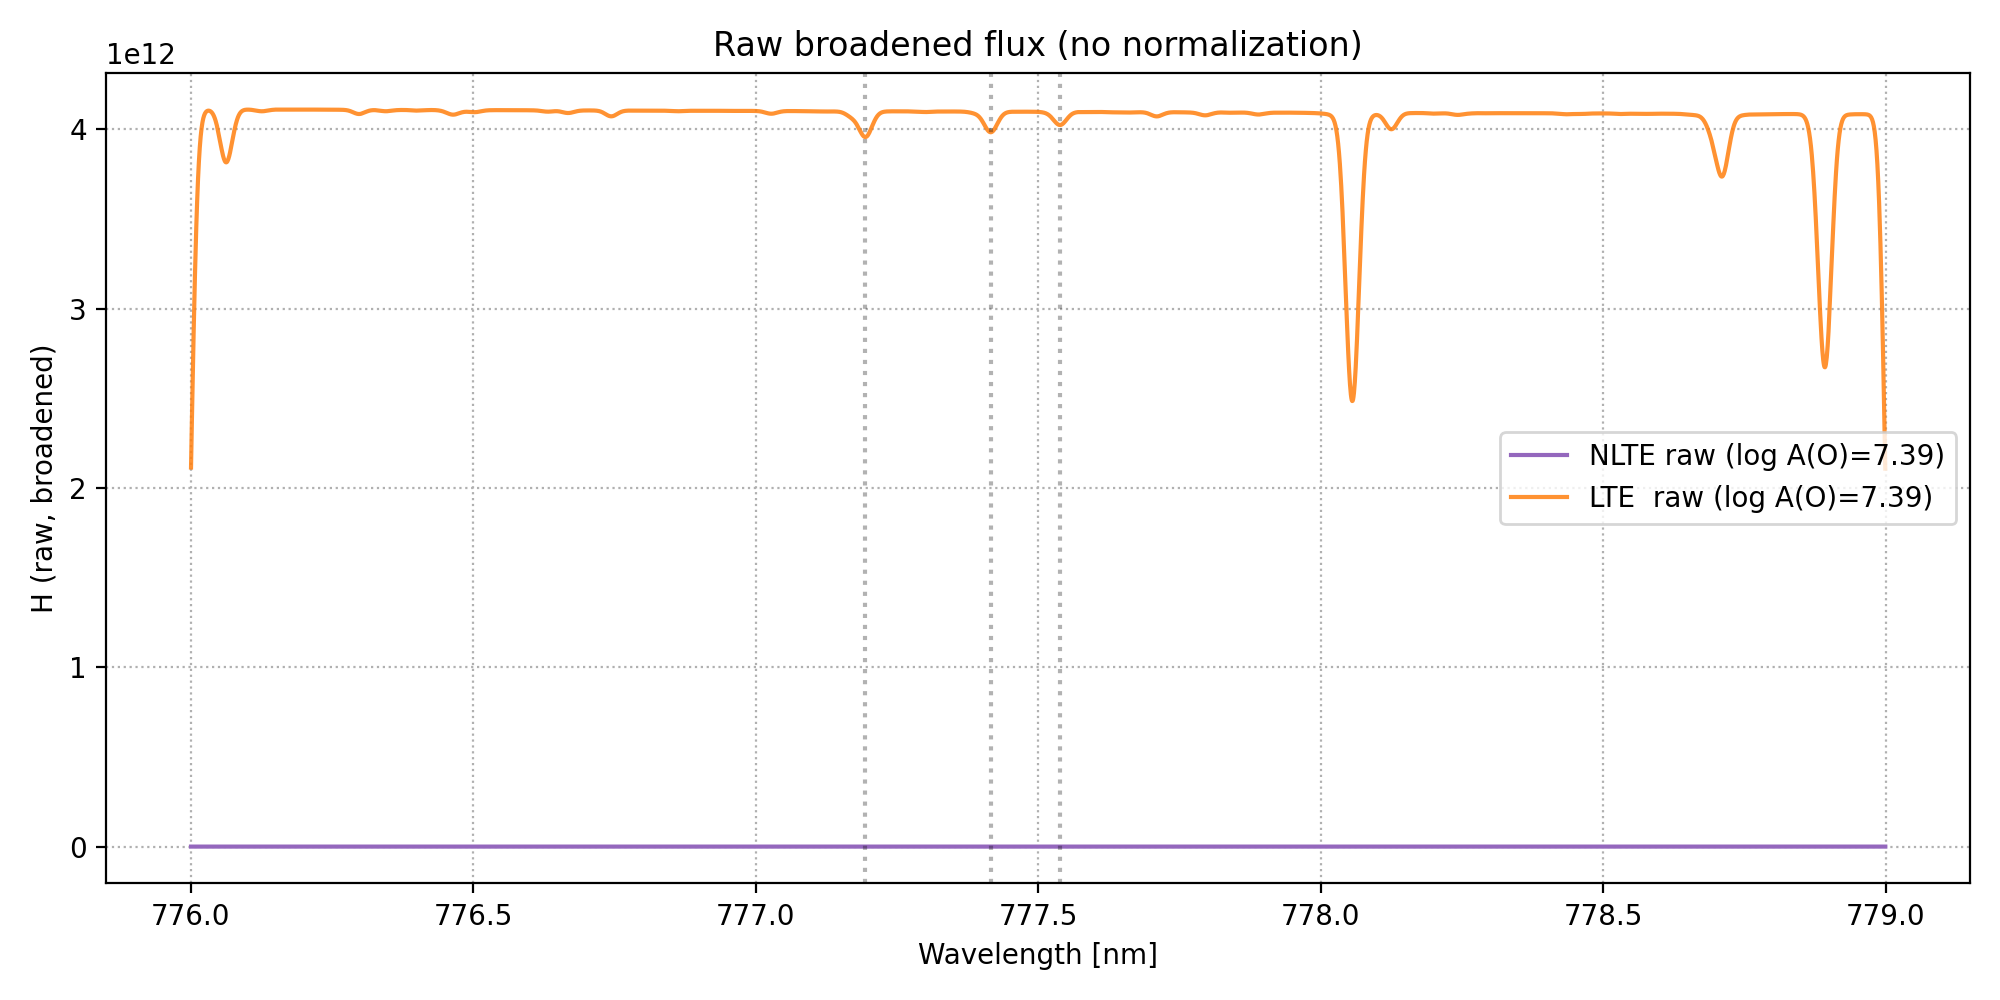 Raw broadened flux (no normalization)
1e12
4
3
2
1
0
H (raw, broadened)
NLTE raw (log A(O)=7.39)
LTE  raw (log A(O)=7.39)
776.0 776.5 777.0 777.5 778.0 778.5 779.0
Wavelength [nm]